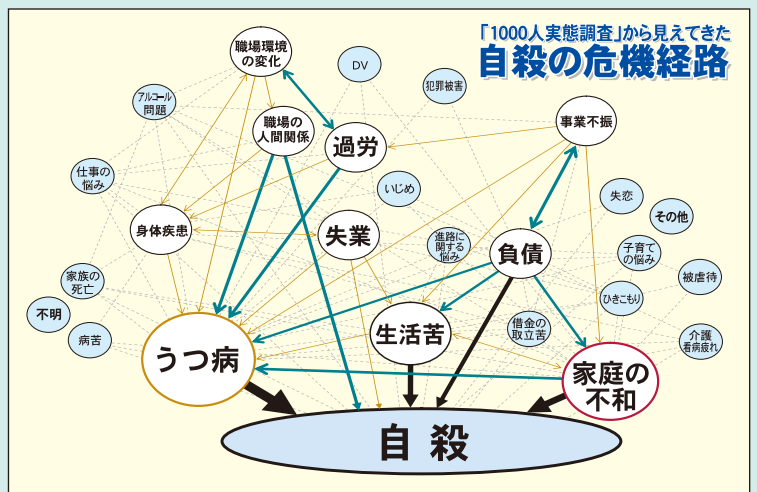 「1000人実態調査」から見えてきた
自殺の危機経路
職場環境
の変化
DV
犯罪被害
アルコール
問題
職場の
人間関係
過労
事業不振
仕事の
悩み
いじめ
失恋
その他
身体疾患
失業
進路に
関する
悩み
負債
子育て
の悩み
家族の
死亡
被虐待
ひきこもり
不明
病苦
うつ病
生活苦
借金の
取立苦
介護
看病疲れ
家庭の
不和
自殺